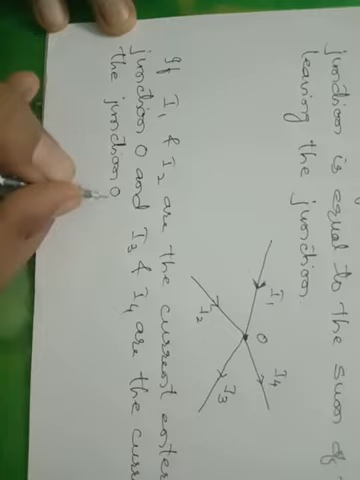 junction is equal to the sum of
leaving the junction.
I1
I4
O
I2
I3
If I1 & I2 are the current enter
junction O and I3 & I4 are the curr
the junction O